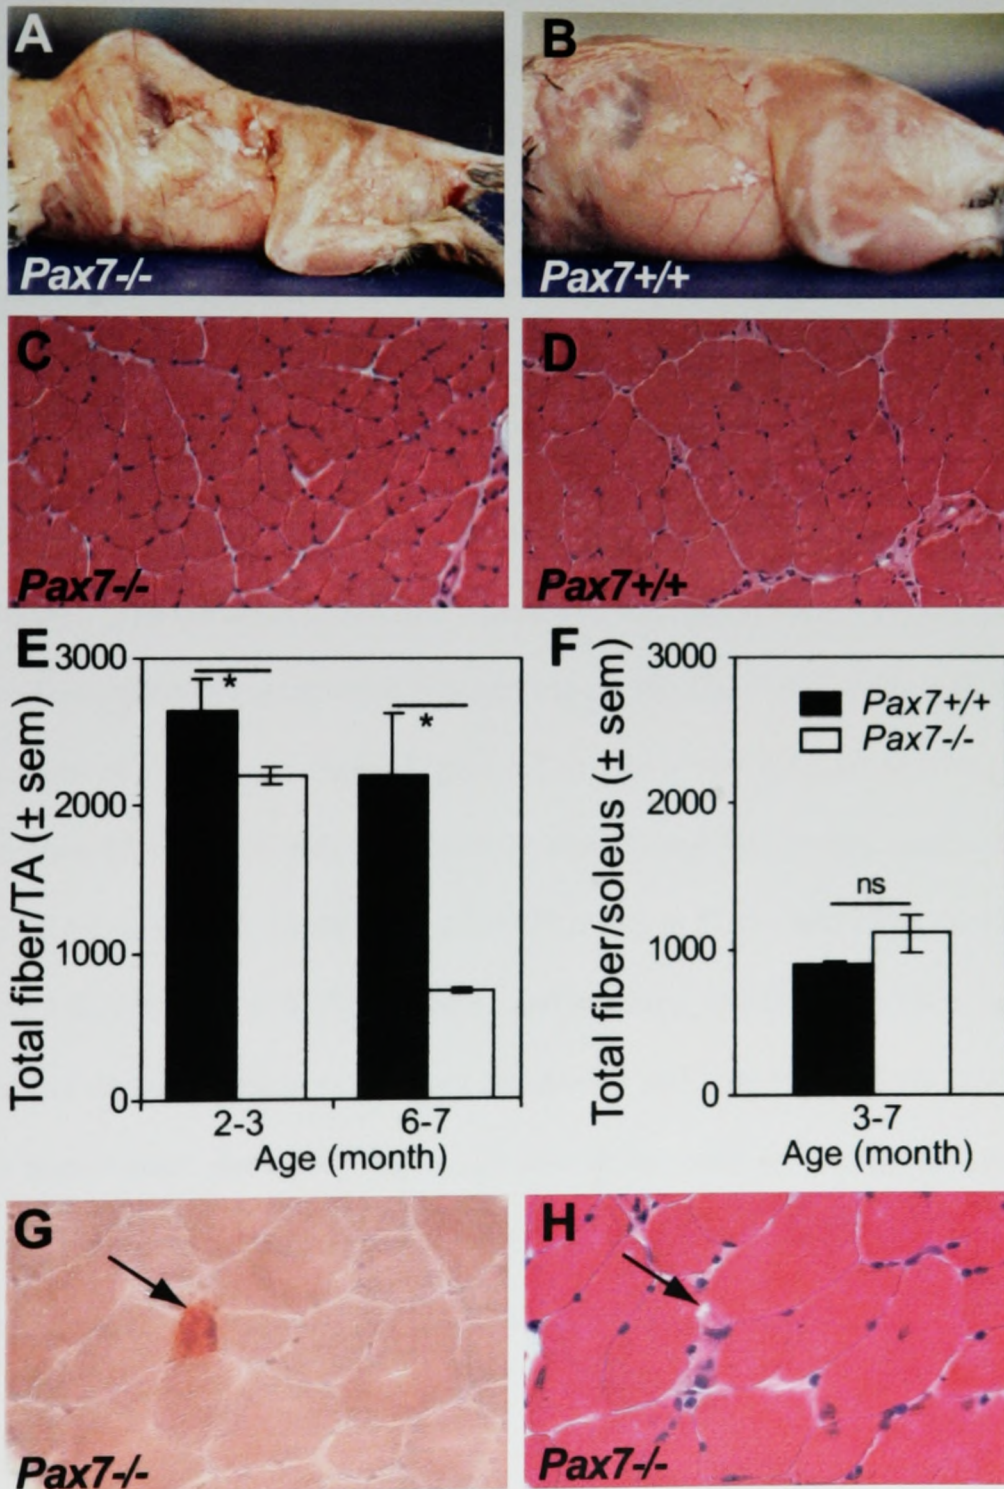 A
B
Pax7-/-
Pax7+/+
C
D
Pax7-/-
Pax7+/+
E
Total fiber/TA (± sem)
3000
2000
1000
0
*
*
2-3
6-7
Age (month)
F
Total fiber/soleus (± sem)
3000
2000
1000
0
Pax7+/+
Pax7-/-
ns
3-7
Age (month)
G
H
Pax7-/-
Pax7-/-